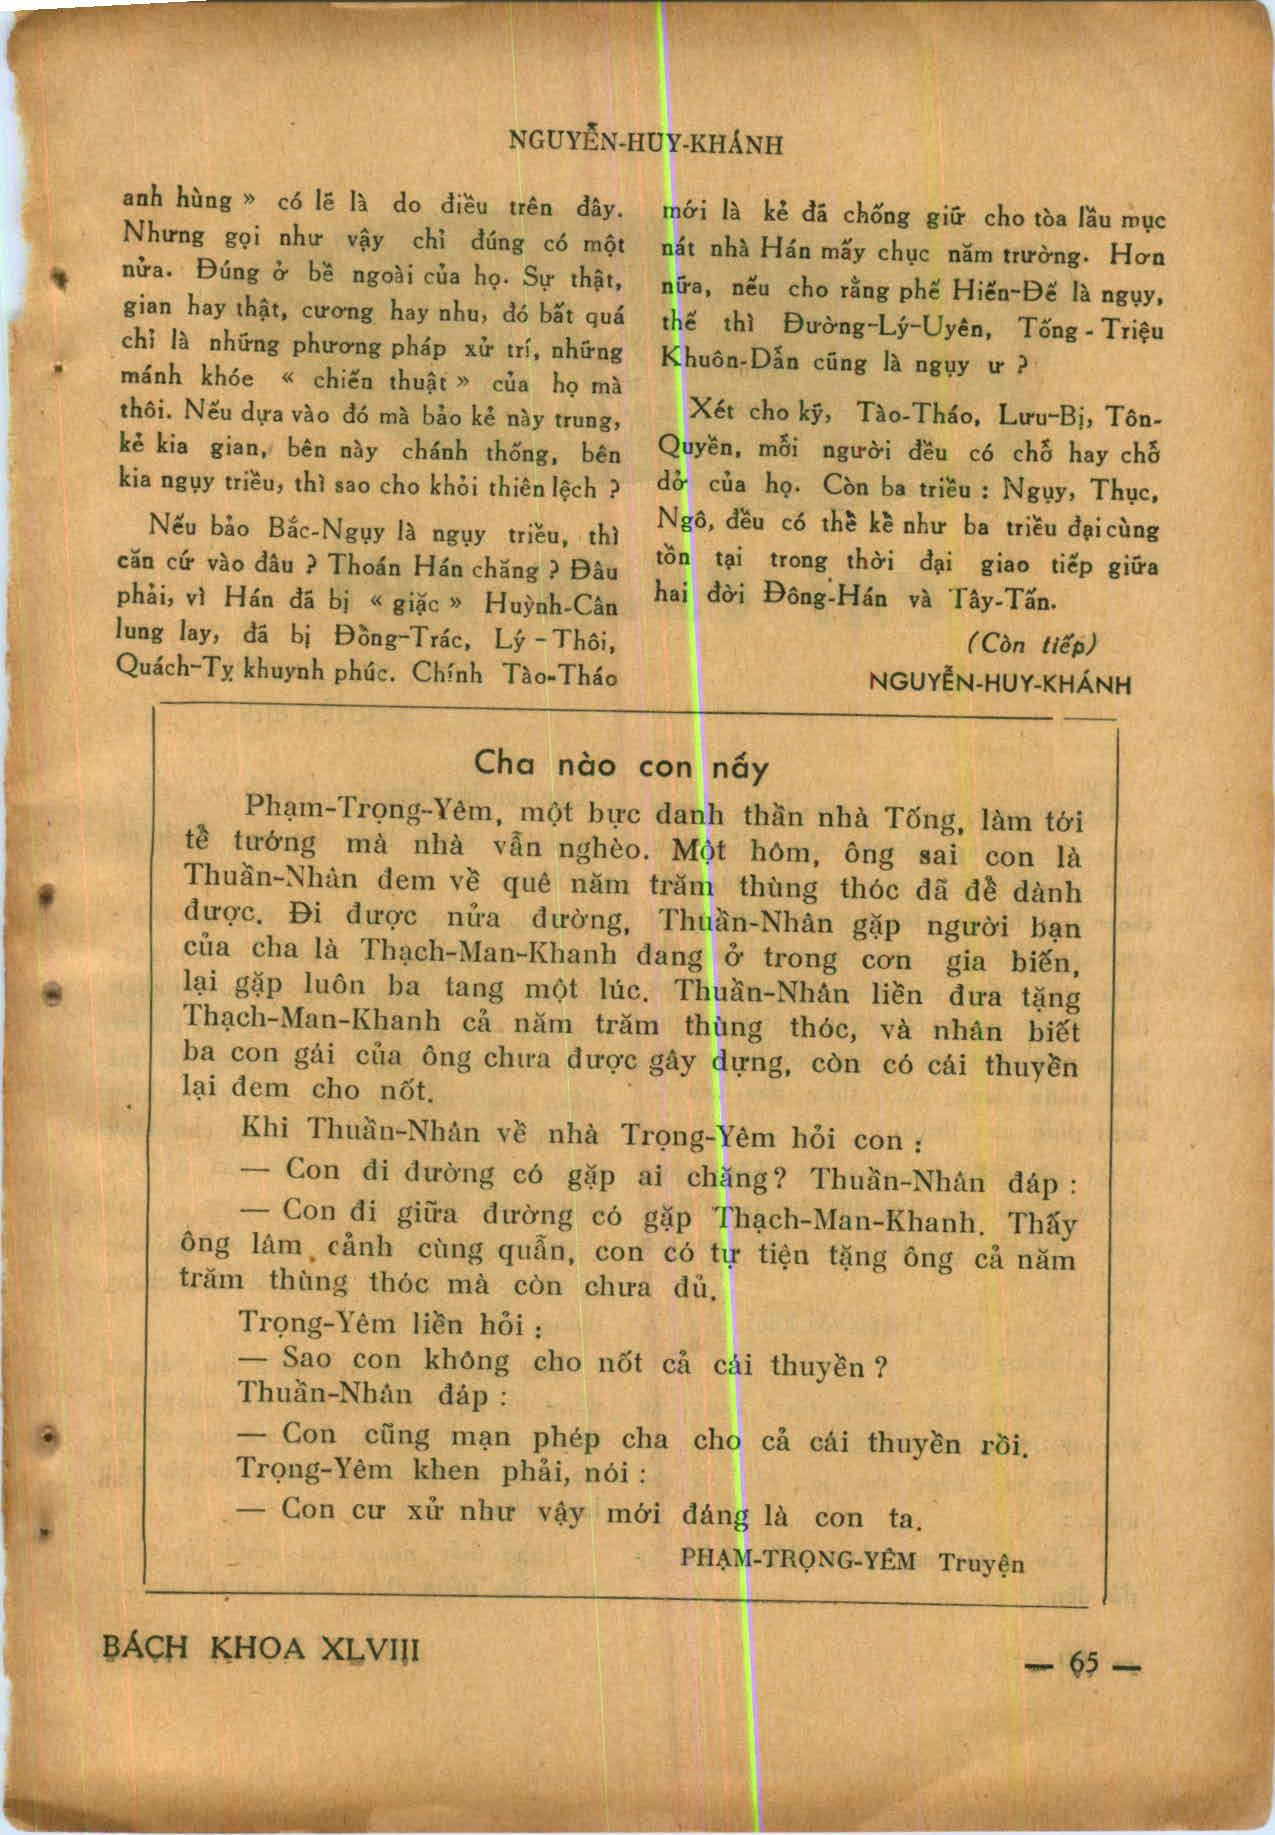 NGUYỄN-HUY-KHÁNH
anh hùng » có lẽ là do điều trên đây.
Nhưng gọi như vậy chỉ đúng có một
nửa. Đúng ở bề ngoài của họ. Sự thật,
gian hay thật, cương hay nhu, đó bất quá
chỉ là những phương pháp xử trí, những
mánh khóe « chiến thuật » của họ mà
thôi. Nếu dựa vào đó mà bảo kẻ này trung,
kẻ kia gian, bên này chánh thống, bên
kia ngụy triều, thì sao cho khỏi thiên lệch ?
Nếu bảo Bắc-Ngụy là ngụy triều, thì
căn cứ vào đâu ? Thoán Hán chăng ? Đâu
phải, vì Hán đã bị « giặc » Huỳnh-Cân
lung lay, đã bị Đồng-Trác, Lý - Thôi,
Quách-Tỵ khuynh phúc. Chính Tào-Tháo
mới là kẻ đã chống giữ cho tòa lầu mục
nát nhà Hán mấy chục năm trường. Hơn
nữa, nếu cho rằng phế Hiến-Đế là ngụy,
thế thì Đường-Lý-Uyên, Tống - Triệu
Khuôn-Dẫn cũng là ngụy ư ?
Xét cho kỹ, Tào-Tháo, Lưu-Bị, Tôn-
Quyền, mỗi người đều có chỗ hay chỗ
dở của họ. Còn ba triều : Ngụy, Thục,
Ngô, đều có thể kể như ba triều đại cùng
tồn tại trong thời đại giao tiếp giữa
hai đời Đông-Hán và Tây-Tấn.
(Còn tiếp)
NGUYỄN-HUY-KHÁNH
Cha nào con nấy
Phạm-Trọng-Yêm, một bực danh thần nhà Tống, làm tới
tể tướng mà nhà vẫn nghèo. Một hôm, ông sai con là
Thuần-Nhân đem về quê năm trăm thùng thóc đã để dành
được. Đi được nửa đường, Thuần-Nhân gặp người bạn
của cha là Thạch-Man-Khanh đang ở trong cơn gia biến,
lại gặp luôn ba tang một lúc. Thuần-Nhân liền đưa tặng
Thạch-Man-Khanh cả năm trăm thùng thóc, và nhân biết
ba con gái của ông chưa được gây dựng, còn có cái thuyền
lại đem cho nốt.
Khi Thuần-Nhân về nhà Trọng-Yêm hỏi con :
— Con đi đường có gặp ai chăng? Thuần-Nhân đáp :
— Con đi giữa đường có gặp Thạch-Man-Khanh. Thấy
ông lâm cảnh cùng quẫn, con có tự tiện tặng ông cả năm
trăm thùng thóc mà còn chưa đủ.
Trọng-Yêm liền hỏi :
— Sao con không cho nốt cả cái thuyền ?
Thuần-Nhân đáp :
— Con cũng mạn phép cha cho cả cái thuyền rồi.
Trọng-Yêm khen phải, nói :
— Con cư xử như vậy mới đáng là con ta.
PHẠM-TRỌNG-YÊM Truyện
BÁCH KHOA XLVIII
— 65 —